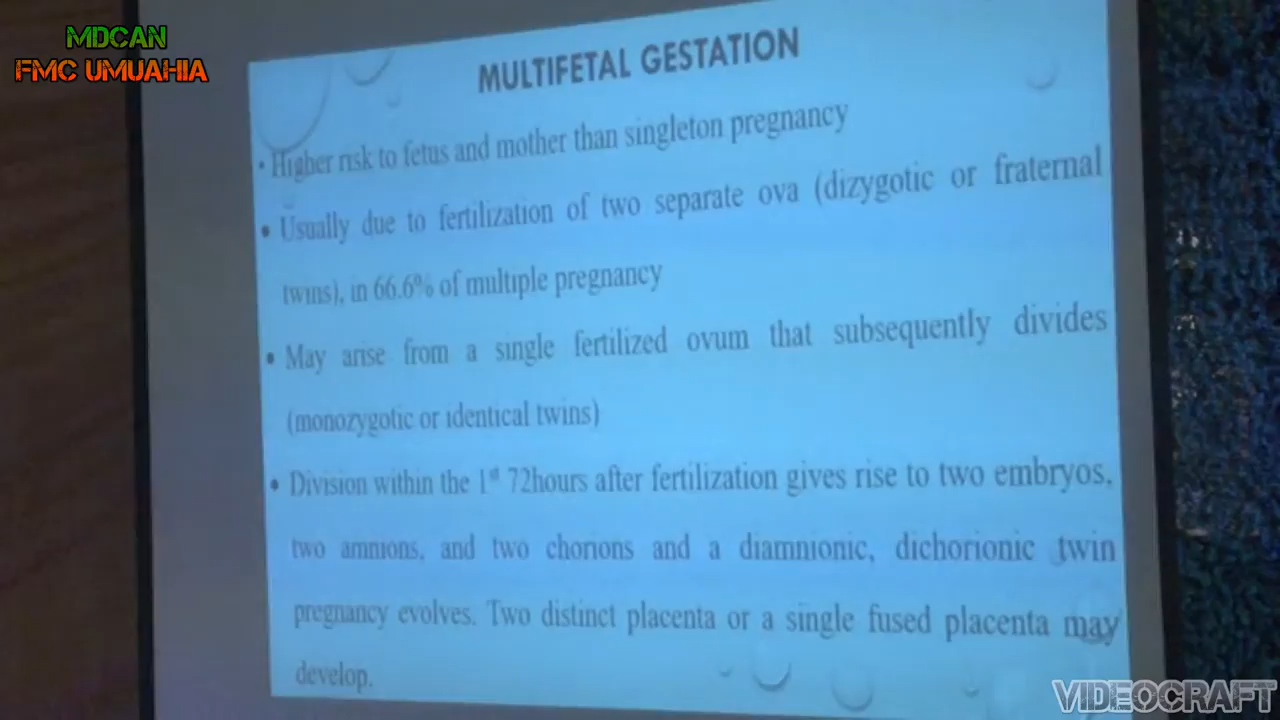 MDCAN
FMC UMUAHIA
MULTIFETAL GESTATION
• Higher risk to fetus and mother than singleton pregnancy
• Usually due to fertilization of two separate ova (dizygotic or fraternal
twins), in 66.6% of multiple pregnancy
• May arise from a single fertilized ovum that subsequently divides
(monozygotic or identical twins)
• Division within the 1st 72hours after fertilization gives rise to two embryos,
two amnions, and two chorions and a diamnionic, dichorionic twin
pregnancy evolves. Two distinct placenta or a single fused placenta may
develop.
VIDEOCRAFT